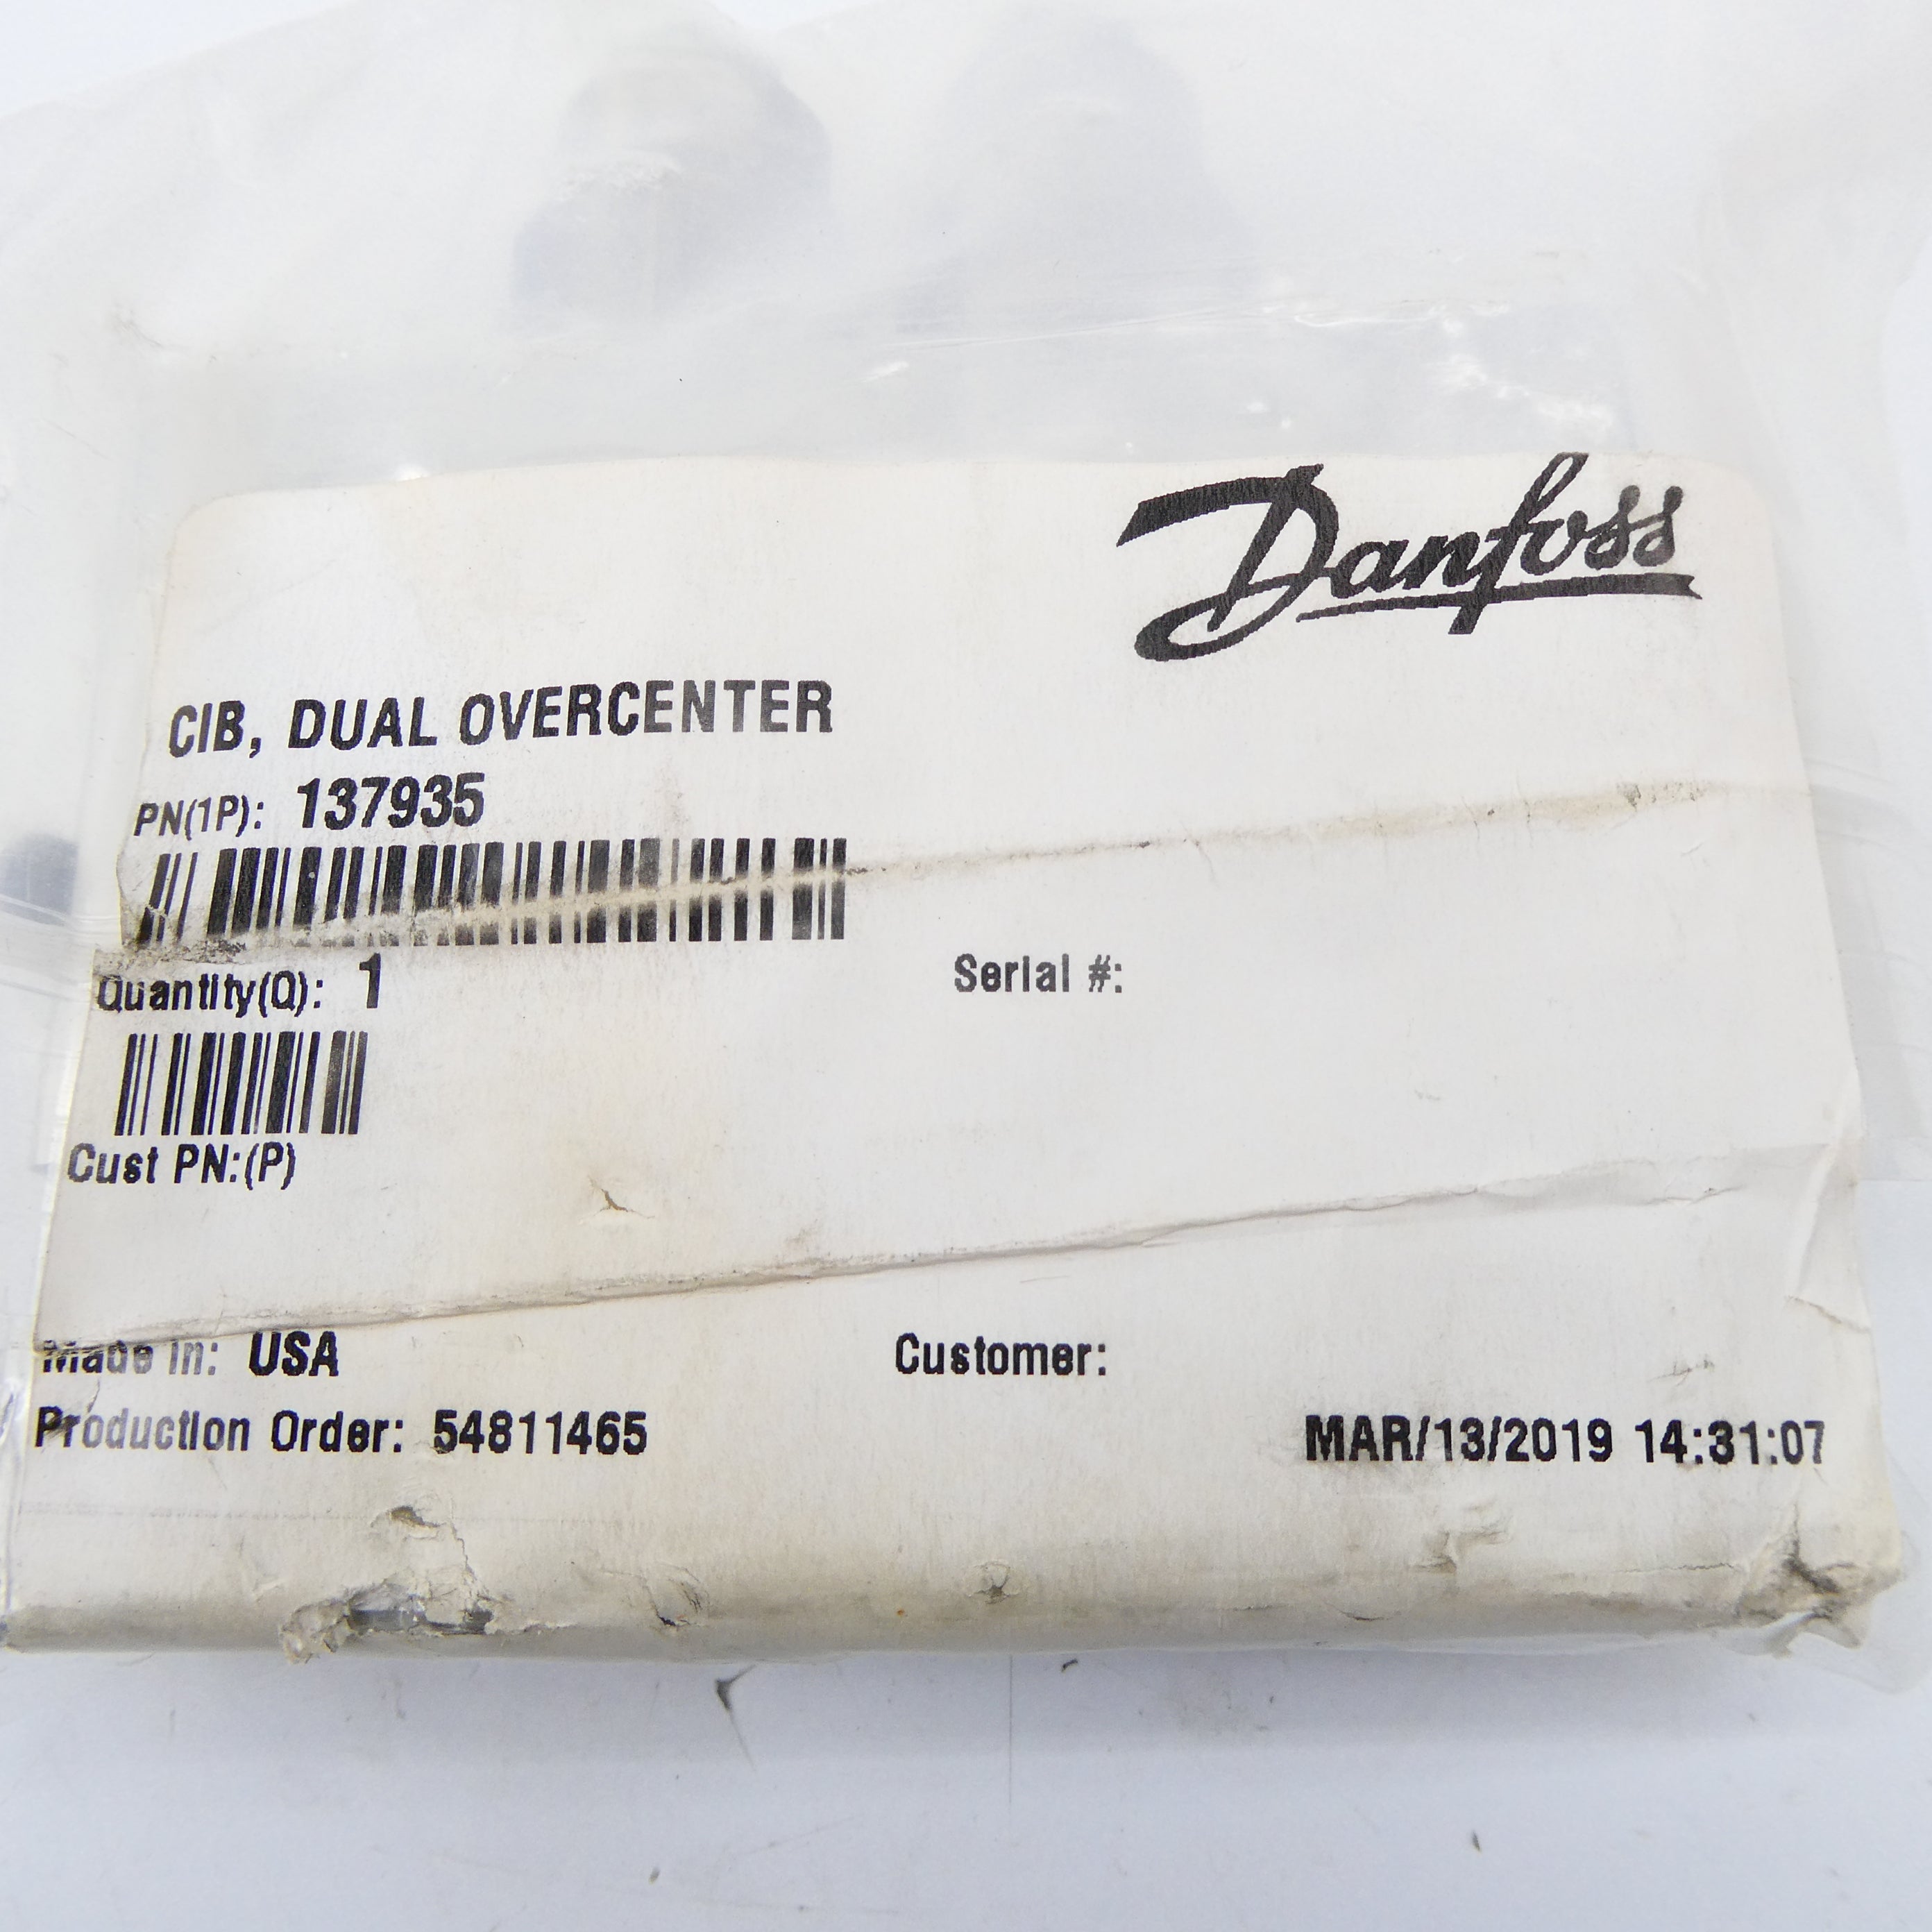 Danfoss
CIB, DUAL OVERCENTER
PN(1P): 137935
Quantity(Q): 1
Serial #:
Cust PN:(P)
Made in: USA
Customer:
Production Order: 54811465
MAR/13/2019 14:31:07